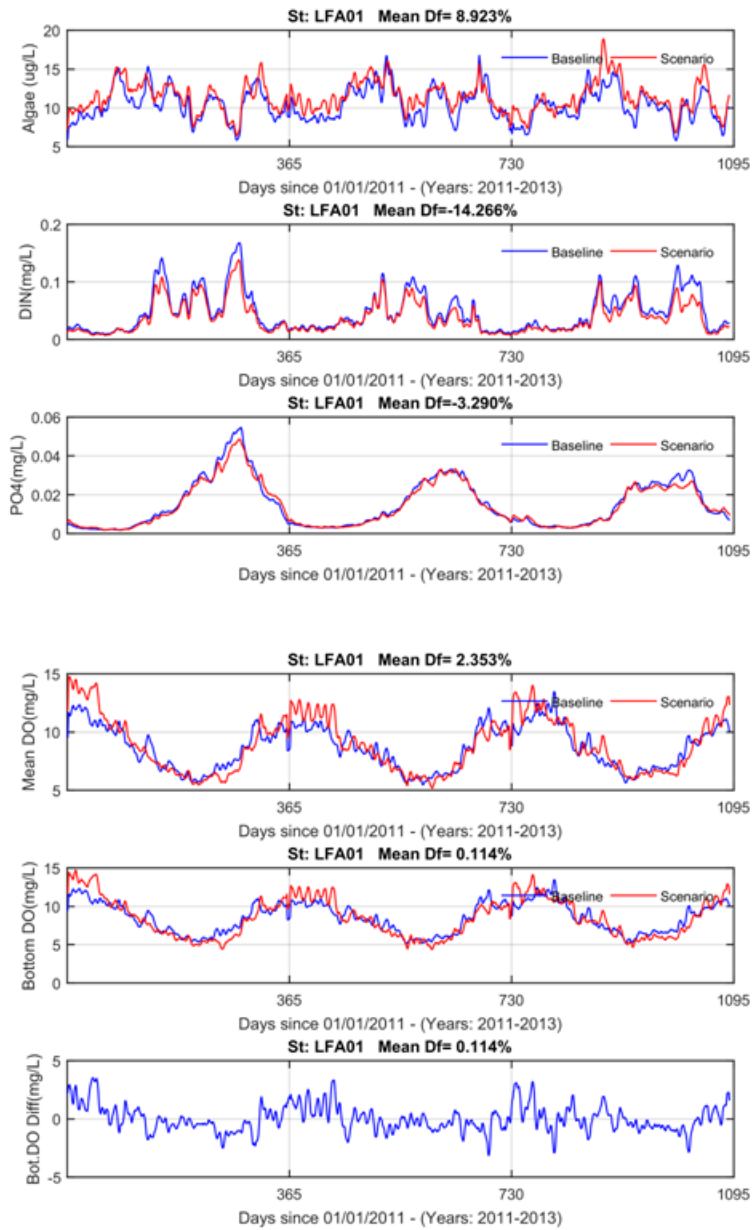 St: LFA01 Mean Df= 8.923%
20
15
10
5
Algae (ug/L)
Baseline Scenario
365 730 1095
Days since 01/01/2011 - (Years: 2011-2013)
St: LFA01 Mean Df=-14.266%
0.2
0.1
0
DIN(mg/L)
Baseline Scenario
365 730 1095
Days since 01/01/2011 - (Years: 2011-2013)
St: LFA01 Mean Df=-3.290%
0.06
0.04
0.02
0
PO4(mg/L)
Baseline Scenario
365 730 1095
Days since 01/01/2011 - (Years: 2011-2013)
St: LFA01 Mean Df= 2.353%
15
10
5
Mean DO(mg/L)
Baseline Scenario
365 730 1095
Days since 01/01/2011 - (Years: 2011-2013)
St: LFA01 Mean Df= 0.114%
15
10
5
0
Bottom DO(mg/L)
Baseline Scenario
365 730 1095
Days since 01/01/2011 - (Years: 2011-2013)
St: LFA01 Mean Df= 0.114%
5
0
-5
Bot.DO Diff(mg/L)
365 730 1095
Days since 01/01/2011 - (Years: 2011-2013)